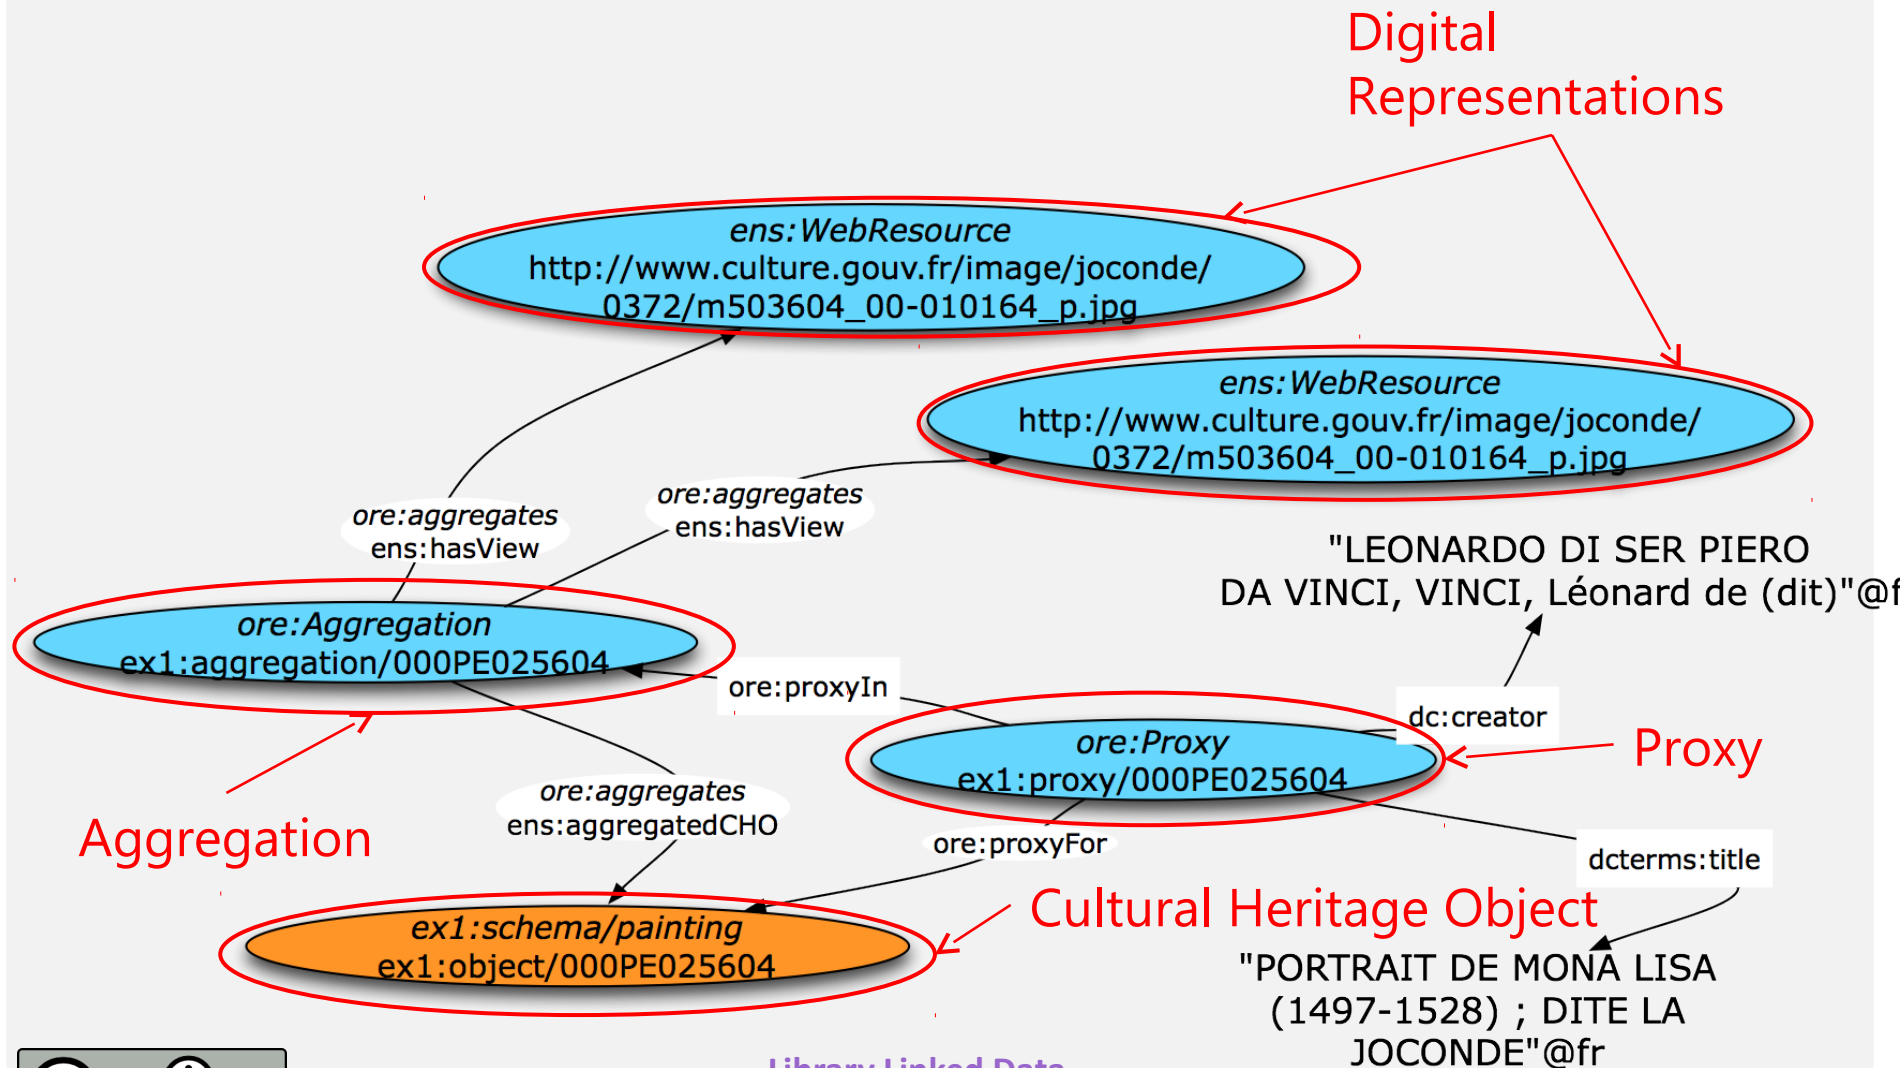 Digital
Representations
ens:WebResource
http://www.culture.gouv.fr/image/joconde/
0372/m503604_00-010164_p.jpg
ens:WebResource
http://www.culture.gouv.fr/image/joconde/
0372/m503604_00-010164_p.jpg
ore:aggregates
ens:hasView
ore:aggregates
ens:hasView
"LEONARDO DI SER PIERO
DA VINCI, VINCI, Léonard de (dit)"@f
ore:Aggregation
ex1:aggregation/000PE025604
ore:proxyIn
dc:creator
ore:Proxy
ex1:proxy/000PE025604
Proxy
ore:aggregates
ens:aggregatedCHO
Aggregation
ore:proxyFor
dcterms:title
Cultural Heritage Object
ex1:schema/painting
ex1:object/000PE025604
"PORTRAIT DE MONA LISA
(1497-1528) ; DITE LA
JOCONDE"@fr
Library Linked Data